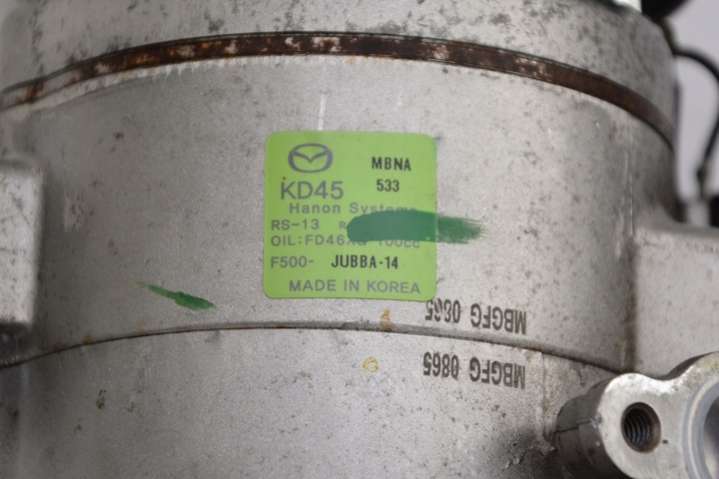 MBNA
KD45 533
Hanon Systems
RS-13
OIL:FD46XG 100cc
F500- JUBBA-14
MADE IN KOREA
MBGFG 0865
MBGFG 0865